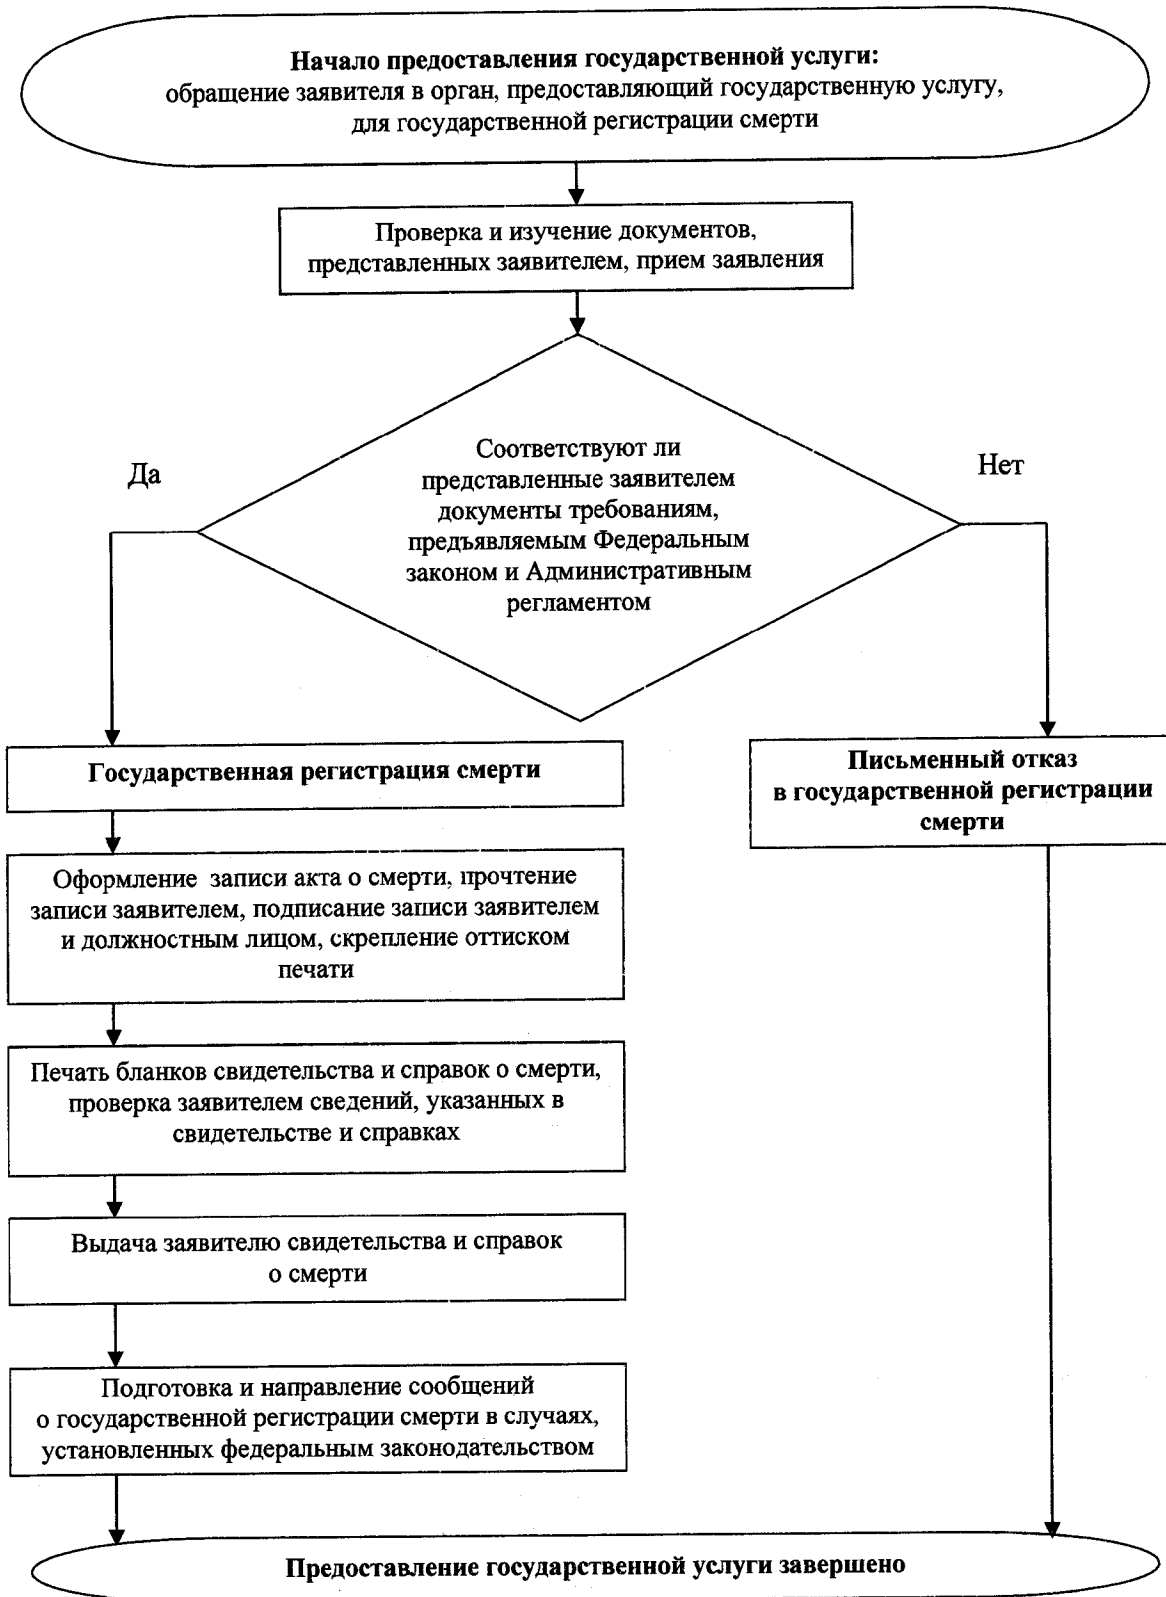 Начало предоставления государственной услуги:
обращение заявителя в орган, предоставляющий государственную услугу,
для государственной регистрации смерти
Проверка и изучение документов,
представленных заявителем, прием заявления
Соответствуют ли
представленные заявителем
документы требованиям,
предъявляемым Федеральным
законом и Административным
регламентом
Да
Нет
Государственная регистрация смерти
Письменный отказ
в государственной регистрации
смерти
Оформление записи акта о смерти, прочтение
записи заявителем, подписание записи заявителем
и должностным лицом, скрепление оттиском
печати
Печать бланков свидетельства и справок о смерти,
проверка заявителем сведений, указанных в
свидетельстве и справках
Выдача заявителю свидетельства и справок
о смерти
Подготовка и направление сообщений
о государственной регистрации смерти в случаях,
установленных федеральным законодательством
Предоставление государственной услуги завершено